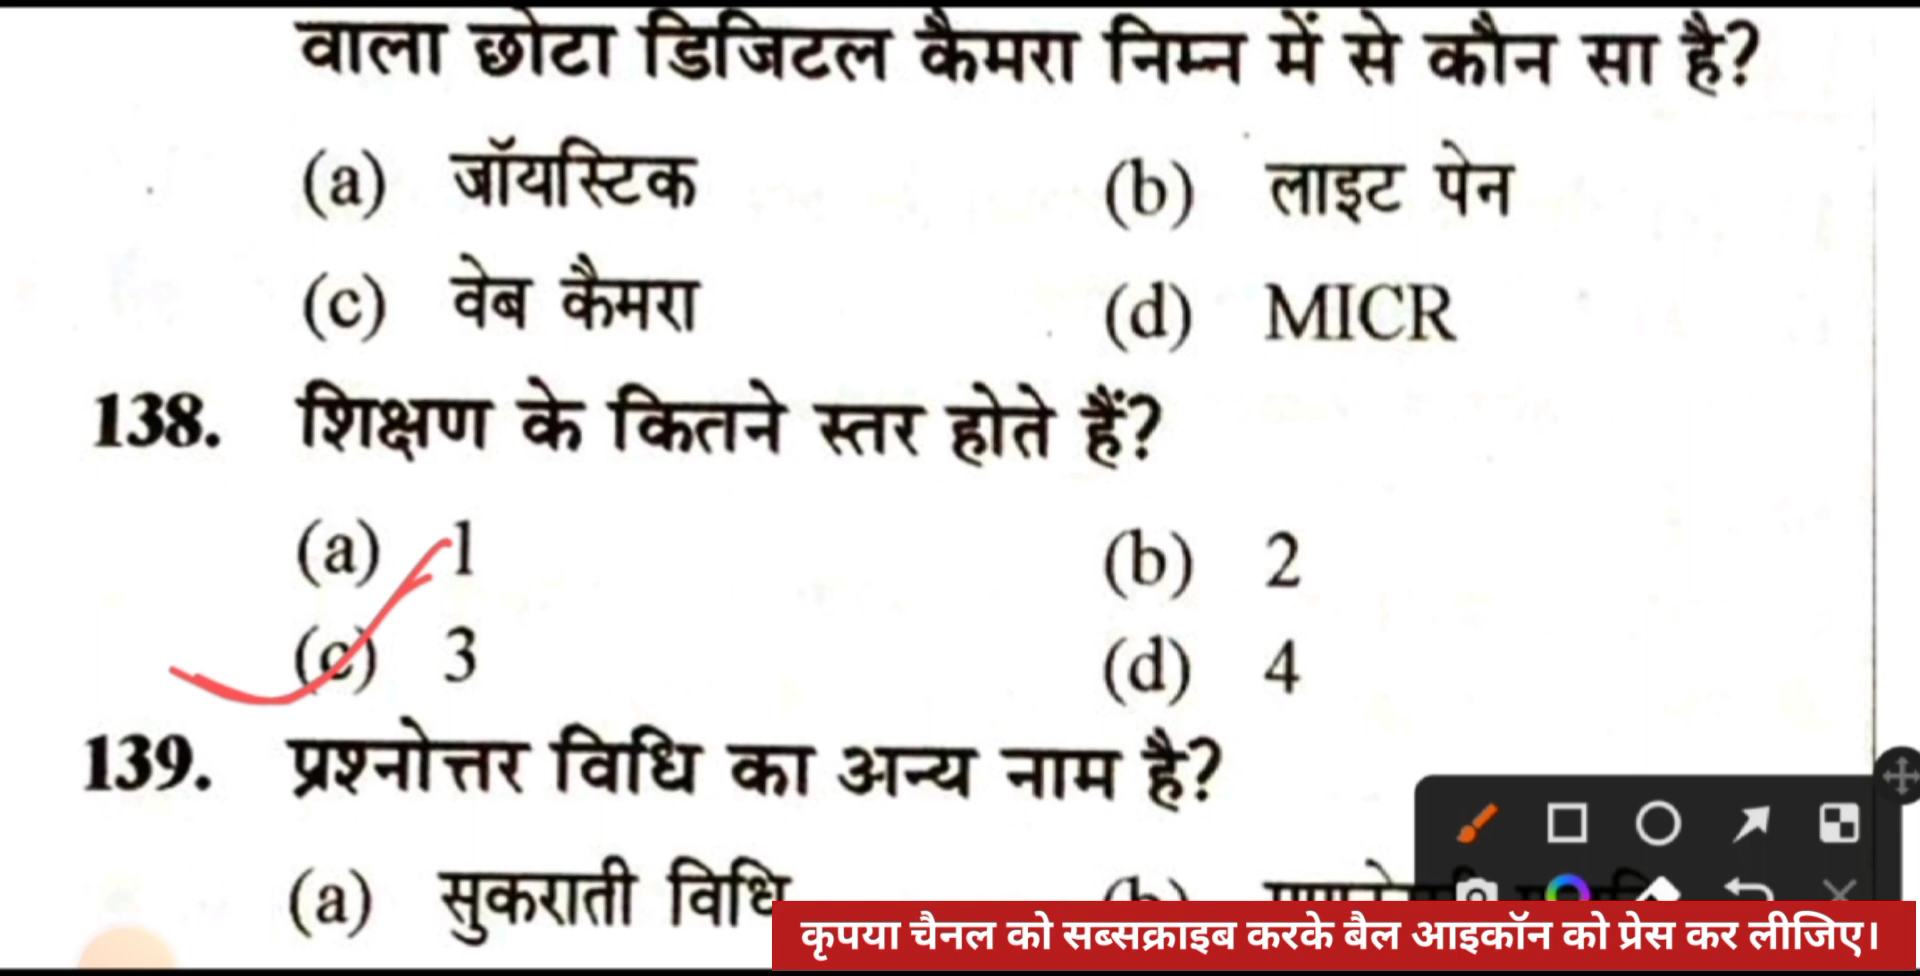 वाला छोटा डिजिटल कैमरा निम्न में से कौन सा है?
(a) जॉयस्टिक (b) लाइट पेन
(c) वेब कैमरा (d) MICR
138. शिक्षण के कितने स्तर होते हैं?
(a) 1 (b) 2
(c) 3 (d) 4
139. प्रश्नोत्तर विधि का अन्य नाम है?
(a) सुकराती विधि
कृपया चैनल को सब्सक्राइब करके बैल आइकॉन को प्रेस कर लीजिए।